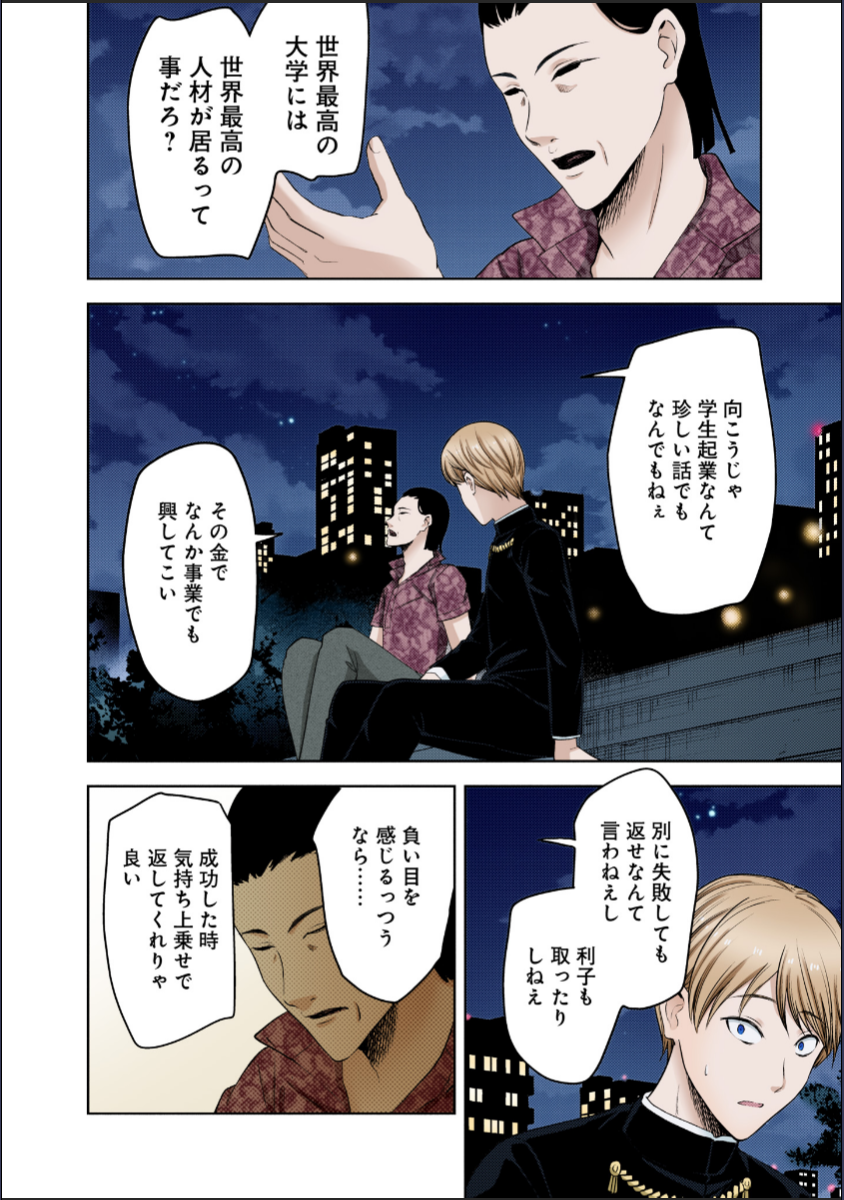 世界最高の
大学には
世界最高の
人材が居るって
事だろ?
向こうじゃ
学生起業なんて
珍しい話でも
なんでもねぇ
その金で
なんか事業でも
興してこい
別に失敗しても
返せなんて
言わねえし
利子も
取ったり
しねえ
負い目を
感じるっつう
なら……
成功した時
気持ち上乗せで
返してくれりゃ
良い